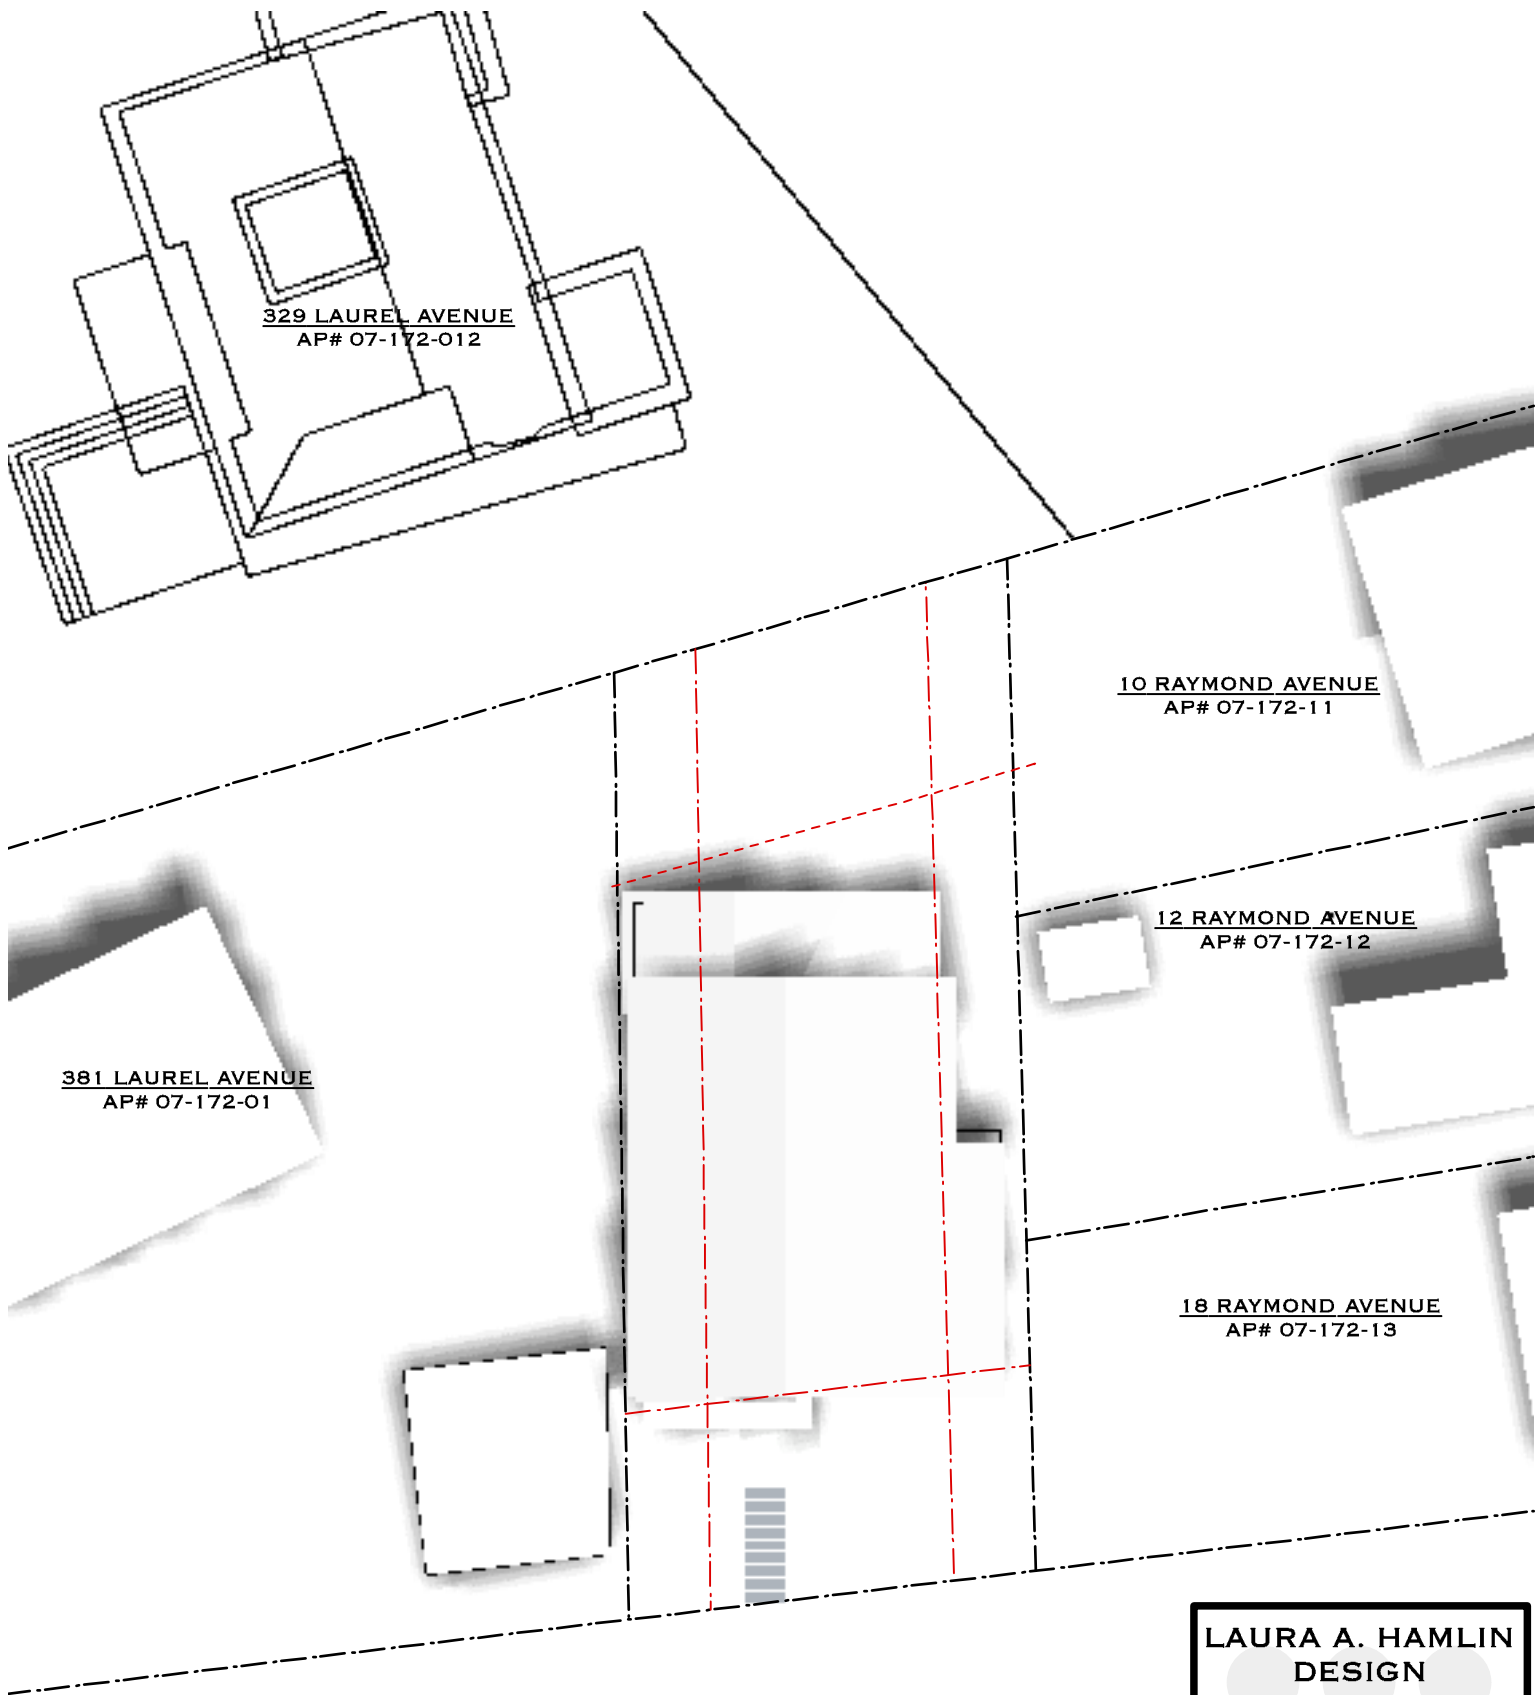 329 LAUREL AVENUE
AP# 07-172-012
10 RAYMOND AVENUE
AP# 07-172-11
12 RAYMOND AVENUE
AP# 07-172-12
381 LAUREL AVENUE
AP# 07-172-01
18 RAYMOND AVENUE
AP# 07-172-13
LAURA A. HAMLIN
DESIGN